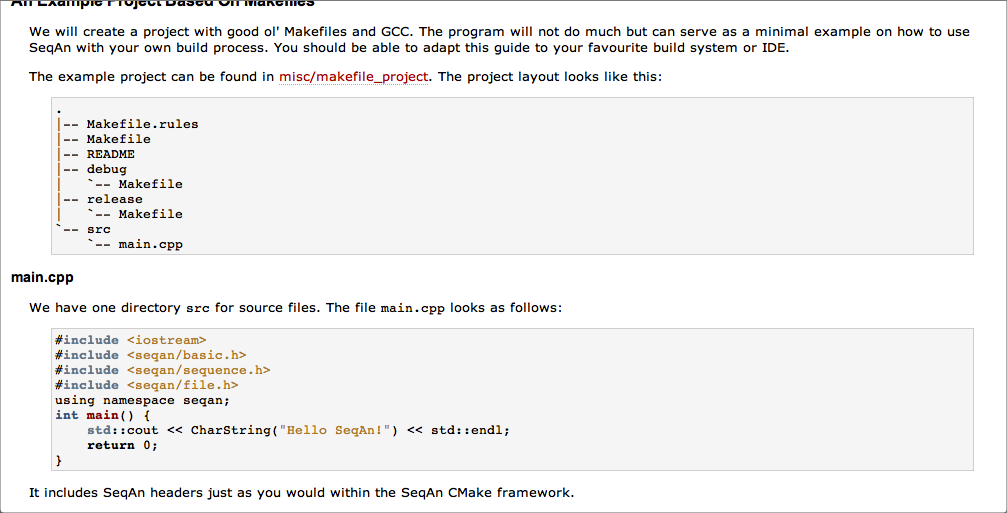 An Example Project Based On Makefiles
We will create a project with good ol' Makefiles and GCC. The program will not do much but can serve as a minimal example on how to use
SeqAn with your own build process. You should be able to adapt this guide to your favourite build system or IDE.
The example project can be found in misc/makefile_project. The project layout looks like this:
.
|-- Makefile.rules
|-- Makefile
|-- README
|-- debug
|   `-- Makefile
|-- release
|   `-- Makefile
`-- src
    `-- main.cpp
main.cpp
We have one directory src for source files. The file main.cpp looks as follows:
#include <iostream>
#include <seqan/basic.h>
#include <seqan/sequence.h>
#include <seqan/file.h>
using namespace seqan;
int main() {
    std::cout << CharString("Hello SeqAn!") << std::endl;
    return 0;
}
It includes SeqAn headers just as you would within the SeqAn CMake framework.